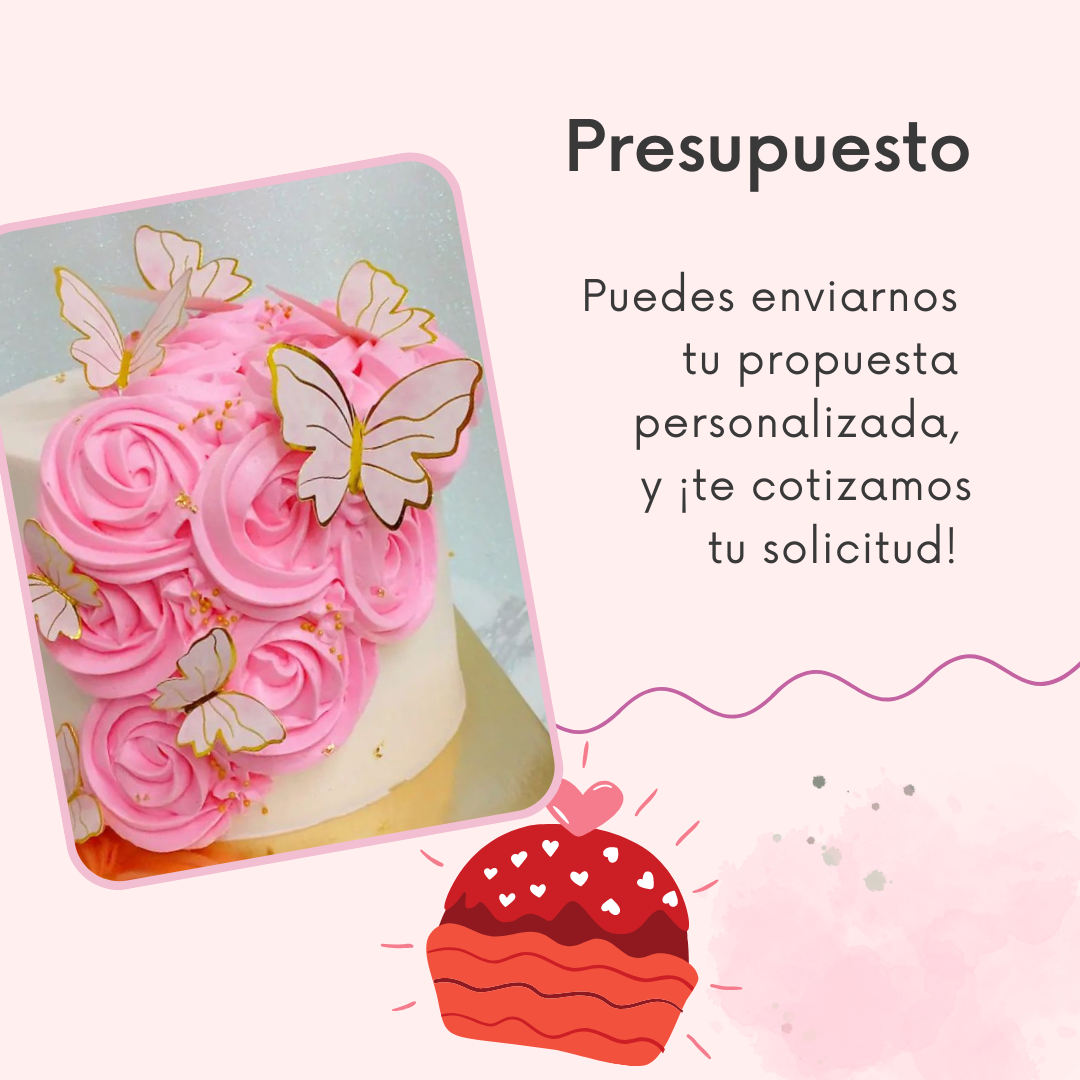 Presupuesto
Puedes enviarnos
tu propuesta
personalizada,
y ¡te cotizamos
tu solicitud!